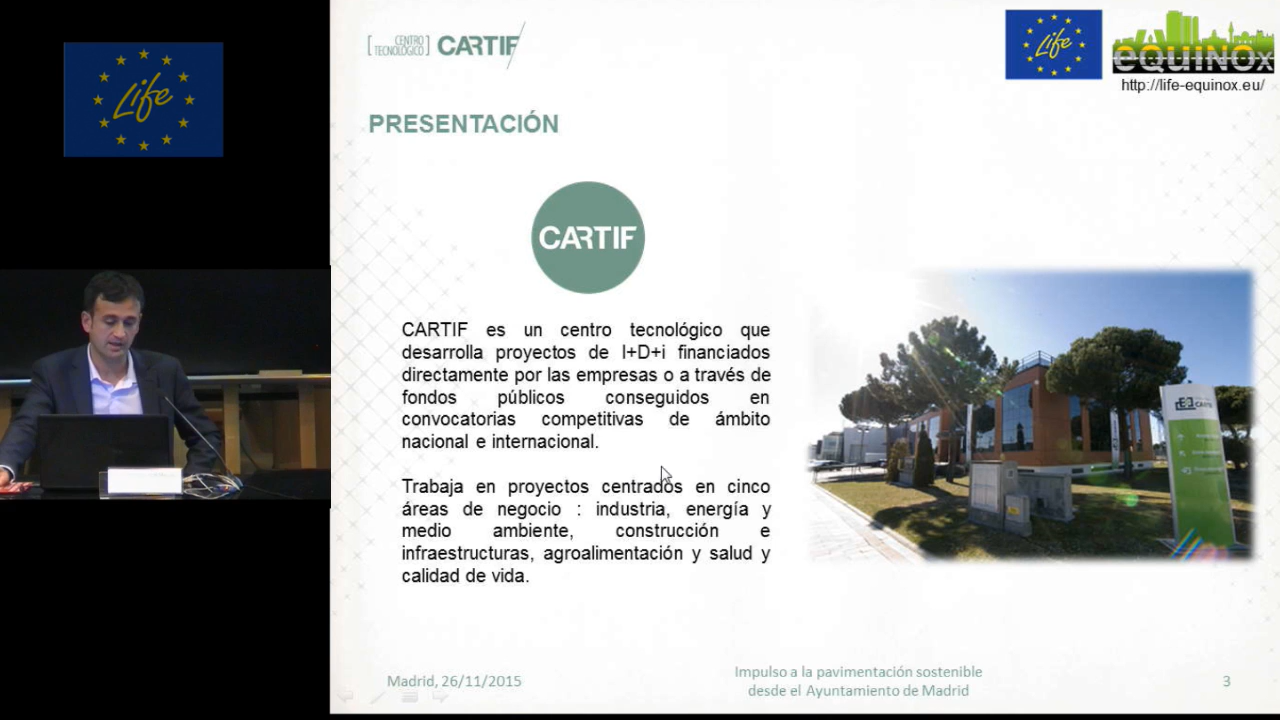 Life
[CENTRO
TECNOLÓGICO] CARTIF
Life
eQUINOx
http://life-equinox.eu/
PRESENTACIÓN
CARTIF
CARTIF es un centro tecnológico que
desarrolla proyectos de I+D+i financiados
directamente por las empresas o a través de
fondos públicos conseguidos en
convocatorias competitivas de ámbito
nacional e internacional.
Trabaja en proyectos centrados en cinco
áreas de negocio : industria, energía y
medio ambiente, construcción e
infraestructuras, agroalimentación y salud y
calidad de vida.
CARTIF
Madrid, 26/11/2015
Impulso a la pavimentación sostenible
desde el Ayuntamiento de Madrid
3